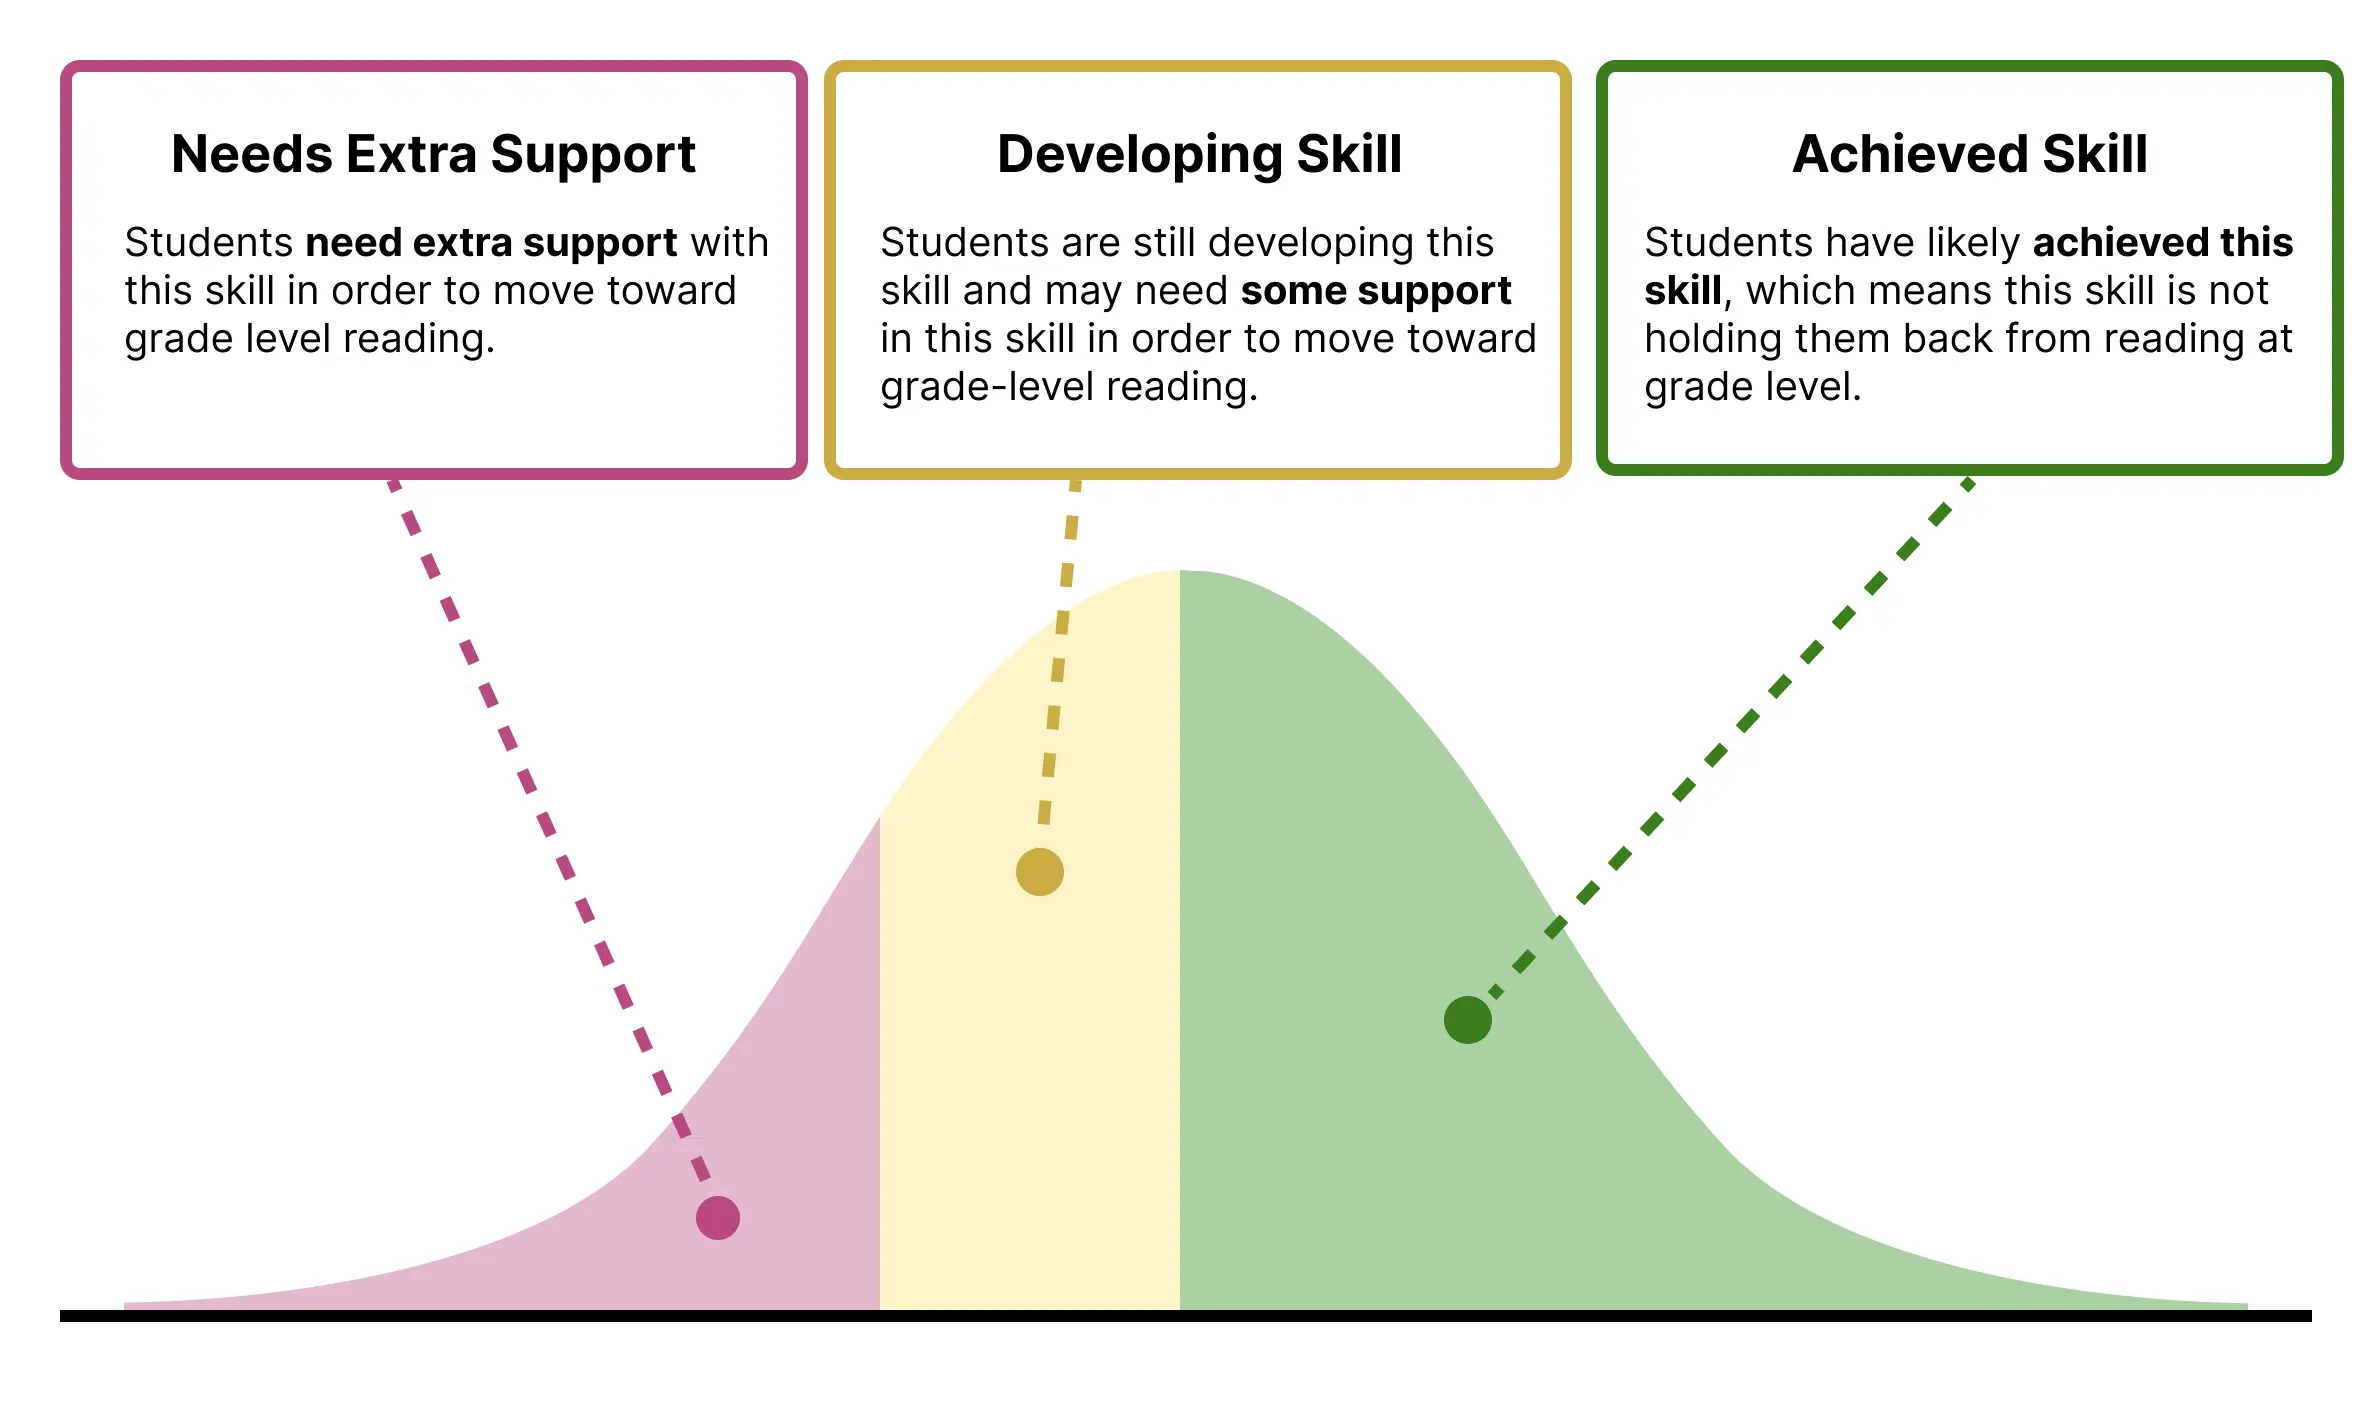 Needs Extra Support
Students need extra support with
this skill in order to move toward
grade level reading.
Developing Skill
Students are still developing this
skill and may need some support
in this skill in order to move toward
grade-level reading.
Achieved Skill
Students have likely achieved this
skill, which means this skill is not
holding them back from reading at
grade level.